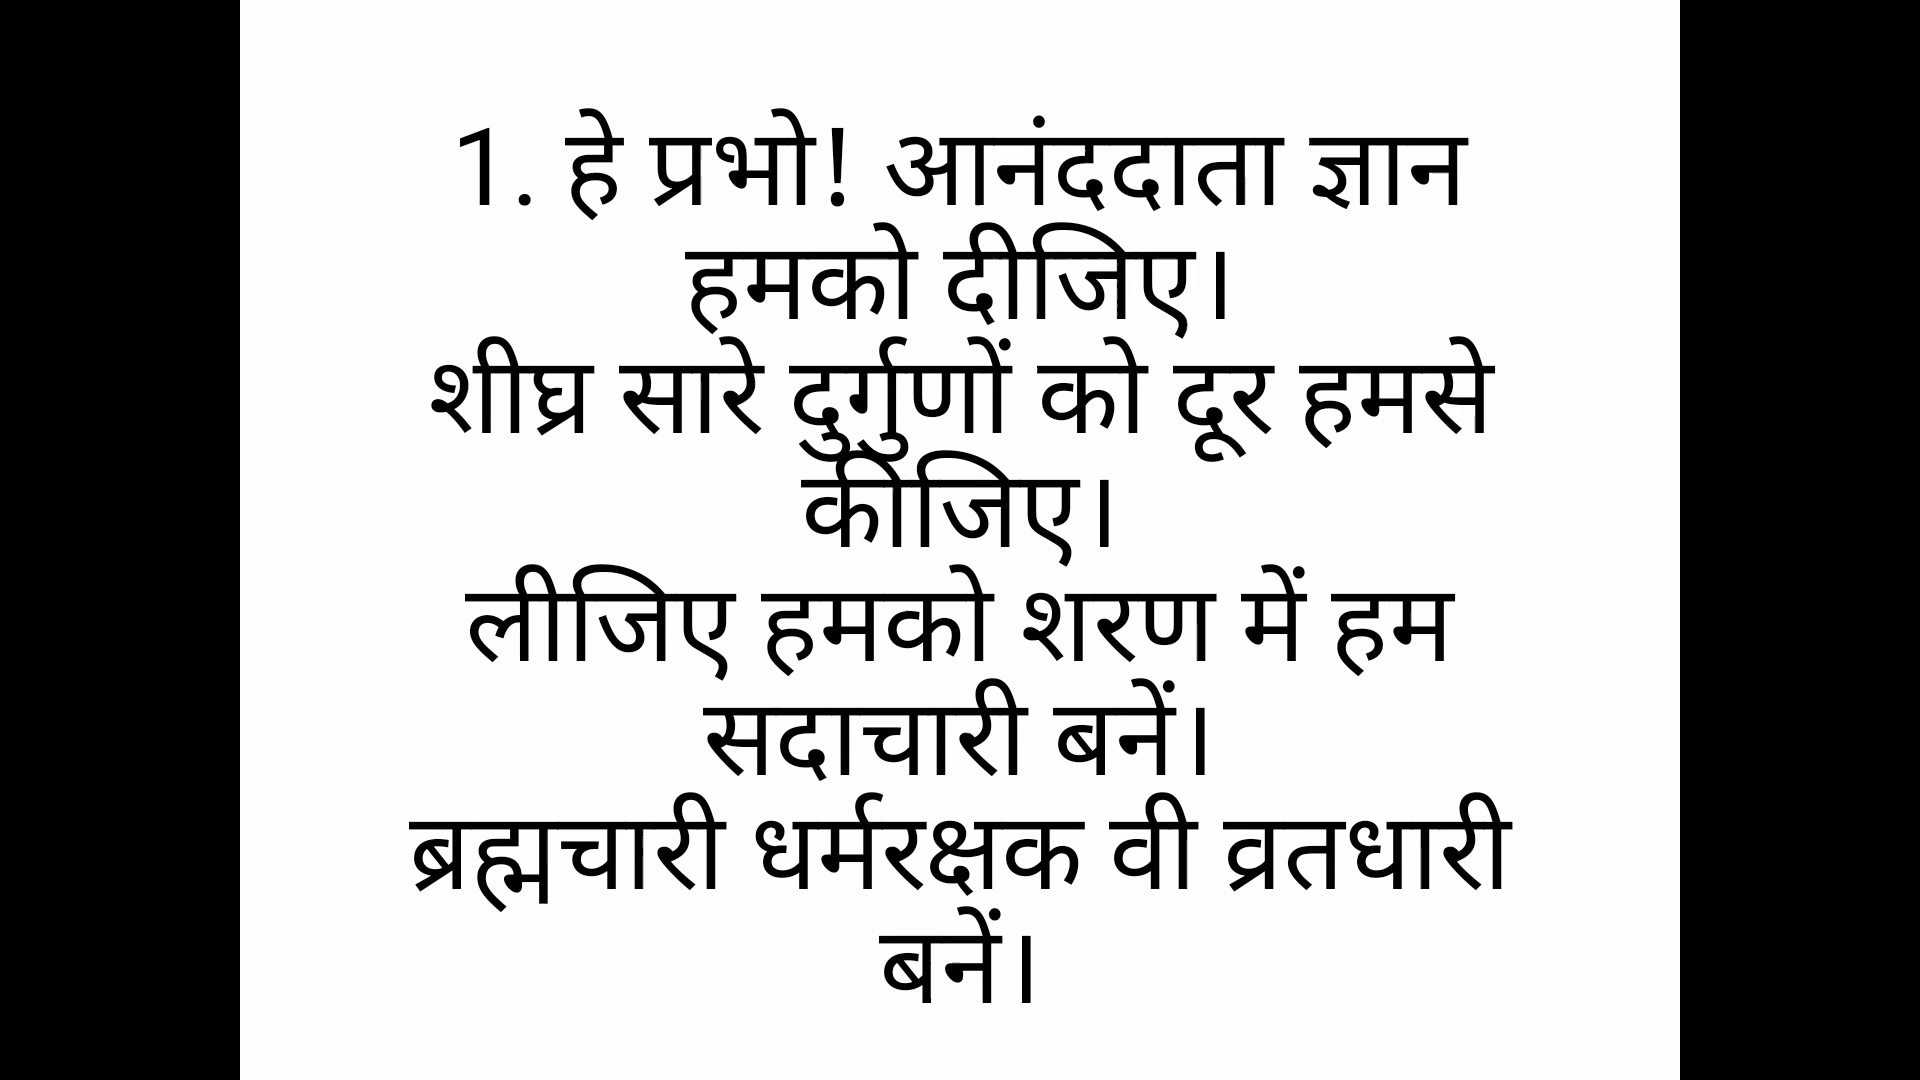 1. हे प्रभो! आनंददाता ज्ञान
हमको दीजिए।
शीघ्र सारे दुर्गुणों को दूर हमसे
कीजिए।
लीजिए हमको शरण में हम
सदाचारी बनें।
ब्रह्मचारी धर्मरक्षक वी व्रतधारी
बनें।